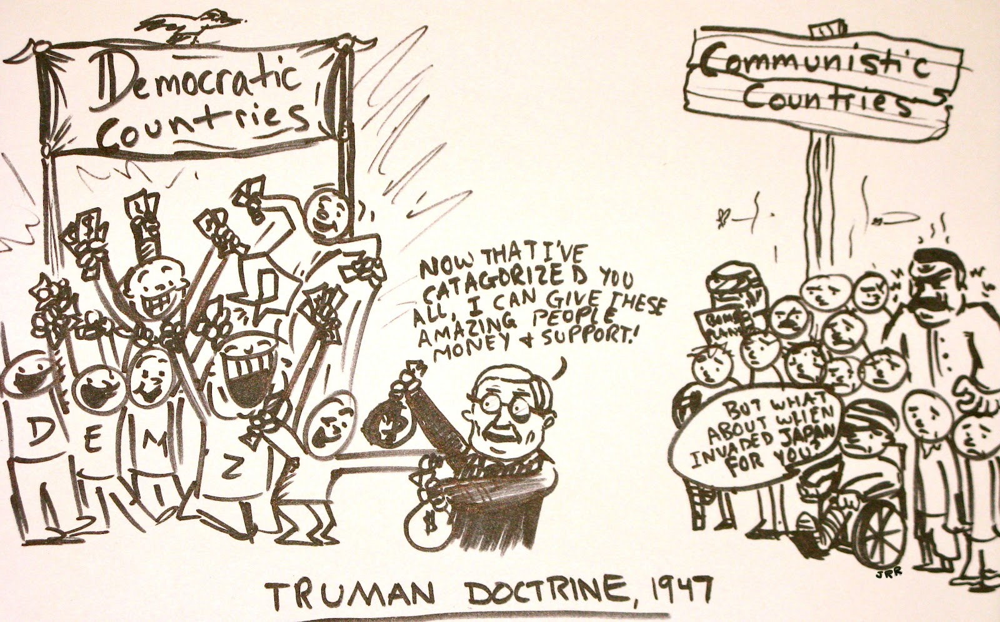 Democratic
Countries
Communistic
Countries
NOW THAT I'VE
CATAGORIZED YOU
ALL, I CAN GIVE THESE
AMAZING PEOPLE
MONEY & SUPPORT!
BUT WHAT
ABOUT WHEN
INVADED JAPAN
FOR YOU?
D
E
M
Z
$
JRR
TRUMAN DOCTRINE, 1947